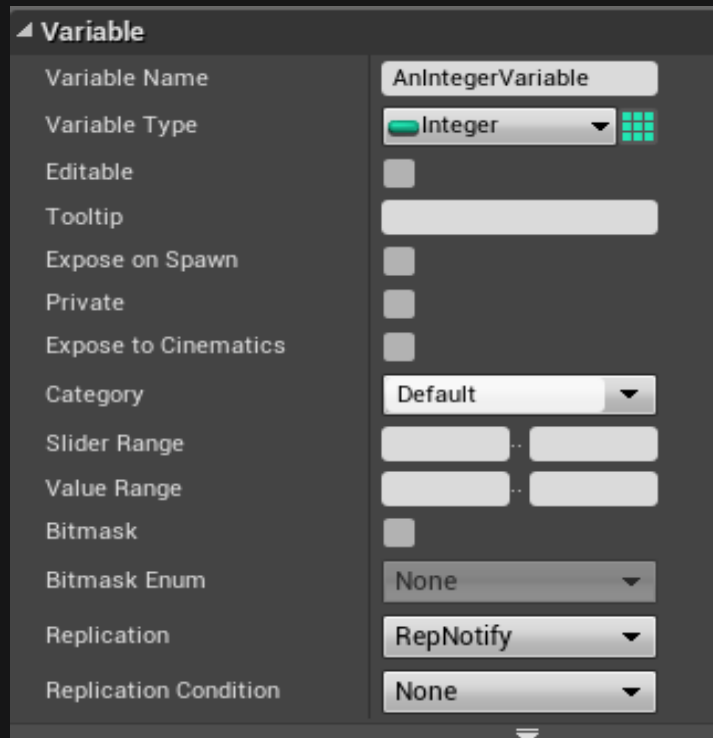 Variable
Variable Name AnIntegerVariable
Variable Type Integer
Editable
Tooltip
Expose on Spawn
Private
Expose to Cinematics
Category Default
Slider Range ..
Value Range ..
Bitmask
Bitmask Enum None
Replication RepNotify
Replication Condition None